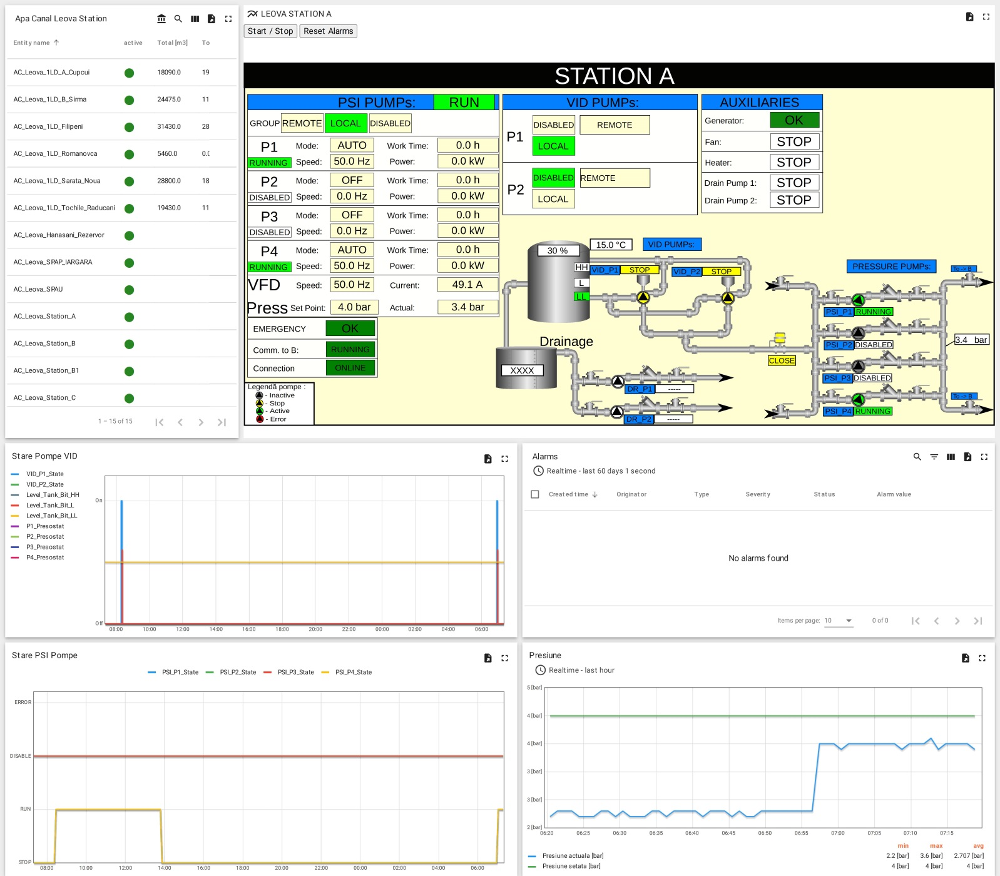 Apa Canal Leova Station
Entity name active Total [m3] To
AC_Leova_1LD_A_Cupcui 18090.0 19
AC_Leova_1LD_B_Sirma 24475.0 11
AC_Leova_1LD_Filipeni 31430.0 28
AC_Leova_1LD_Romanovca 5460.0 0.0
AC_Leova_1LD_Sarata_Noua 28800.0 18
AC_Leova_1LD_Tochile_Raducani 19430.0 11
AC_Leova_Hanasani_Rezervor
AC_Leova_SPAP_IARGARA
AC_Leova_SPAU
AC_Leova_Station_A
AC_Leova_Station_B
AC_Leova_Station_B1
AC_Leova_Station_C
1 – 15 of 15
LEOVA STATION A
Start / Stop Reset Alarms
STATION A
PSI PUMPs: RUN
GROUP REMOTE LOCAL DISABLED
P1 Mode: AUTO Work Time: 0.0 h
RUNNING Speed: 50.0 Hz Power: 0.0 kW
P2 Mode: OFF Work Time: 0.0 h
DISABLED Speed: 0.0 Hz Power: 0.0 kW
P3 Mode: OFF Work Time: 0.0 h
DISABLED Speed: 0.0 Hz Power: 0.0 kW
P4 Mode: AUTO Work Time: 0.0 h
RUNNING Speed: 50.0 Hz Power: 0.0 kW
VFD Speed: 50.0 Hz Current: 49.1 A
Press Set Point: 4.0 bar Actual: 3.4 bar
EMERGENCY OK
Comm. to B: RUNNING
Connection ONLINE
Legendă pompe :
- Inactive
- Stop
- Active
- Error
VID PUMPs:
P1 DISABLED REMOTE
LOCAL
P2 DISABLED REMOTE
LOCAL
AUXILIARIES
Generator: OK
Fan: STOP
Heater: STOP
Drain Pump 1: STOP
Drain Pump 2: STOP
30 % 15.0 °C VID PUMPs:
HH VID_P1 STOP VID_P2 STOP
L
LL
Drainage
XXXX
CLOSE
DR_P1 -----
DR_P2 -----
PRESSURE PUMPs: To -> B
PSI_P1 RUNNING
PSI_P2 DISABLED 3.4 bar
PSI_P3 DISABLED
To -> B
PSI_P4 RUNNING
Stare Pompe VID
VID_P1_State
VID_P2_State
Level_Tank_Bit_HH
Level_Tank_Bit_L
Level_Tank_Bit_LL
P1_Presostat
P2_Presostat
P3_Presostat
P4_Presostat
On
Off
08:00 10:00 12:00 14:00 16:00 18:00 20:00 22:00 00:00 02:00 04:00 06:00
Alarms
Realtime - last 60 days 1 second
Created time Originator Type Severity Status Alarm value
No alarms found
Items per page: 10 0 of 0
Stare PSI Pompe
PSI_P1_State PSI_P2_State PSI_P3_State PSI_P4_State
ERROR
DISABLE
RUN
STOP
08:00 10:00 12:00 14:00 16:00 18:00 20:00 22:00 00:00 02:00 04:00 06:00
Presiune
Realtime - last hour
5 [bar]
4 [bar]
4 [bar]
3 [bar]
3 [bar]
2 [bar]
06:20 06:25 06:30 06:35 06:40 06:45 06:50 06:55 07:00 07:05 07:10 07:15
min max avg
Presiune actuala [bar] 2.2 [bar] 3.6 [bar] 2.707 [bar]
Presiune setata [bar] 4 [bar] 4 [bar] 4 [bar]